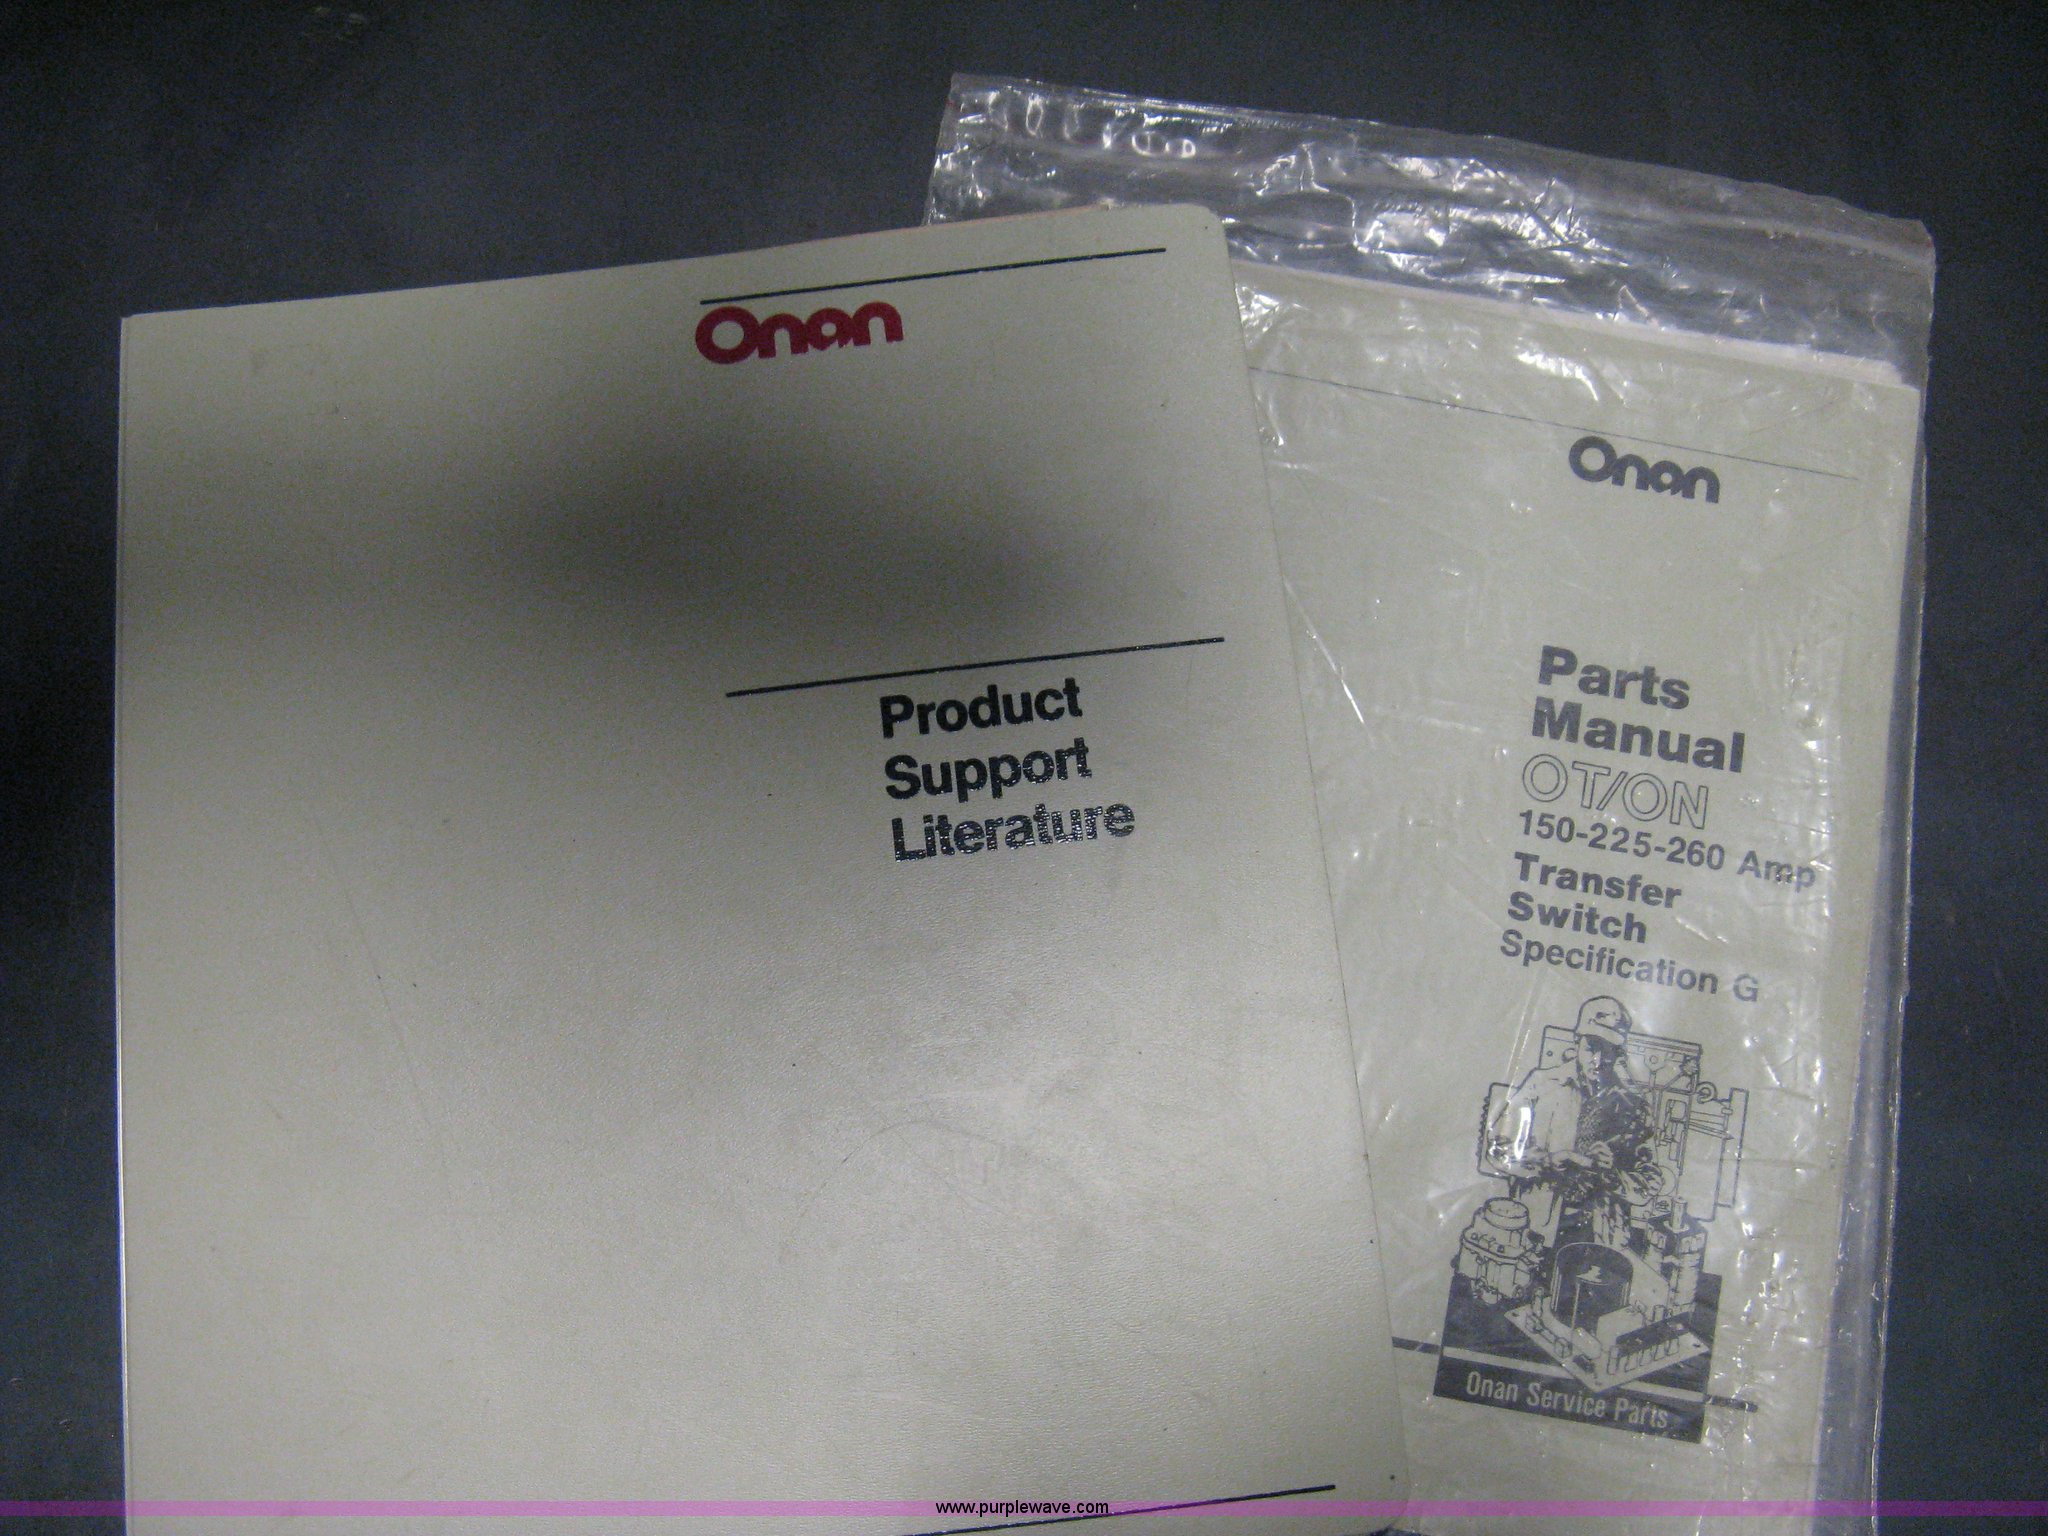 Onan
Product
Support
Literature
Onan
Parts
Manual
OT/ON
150-225-260 Amp
Transfer
Switch
Specification G
Onan Service Parts
www.purplewave.com